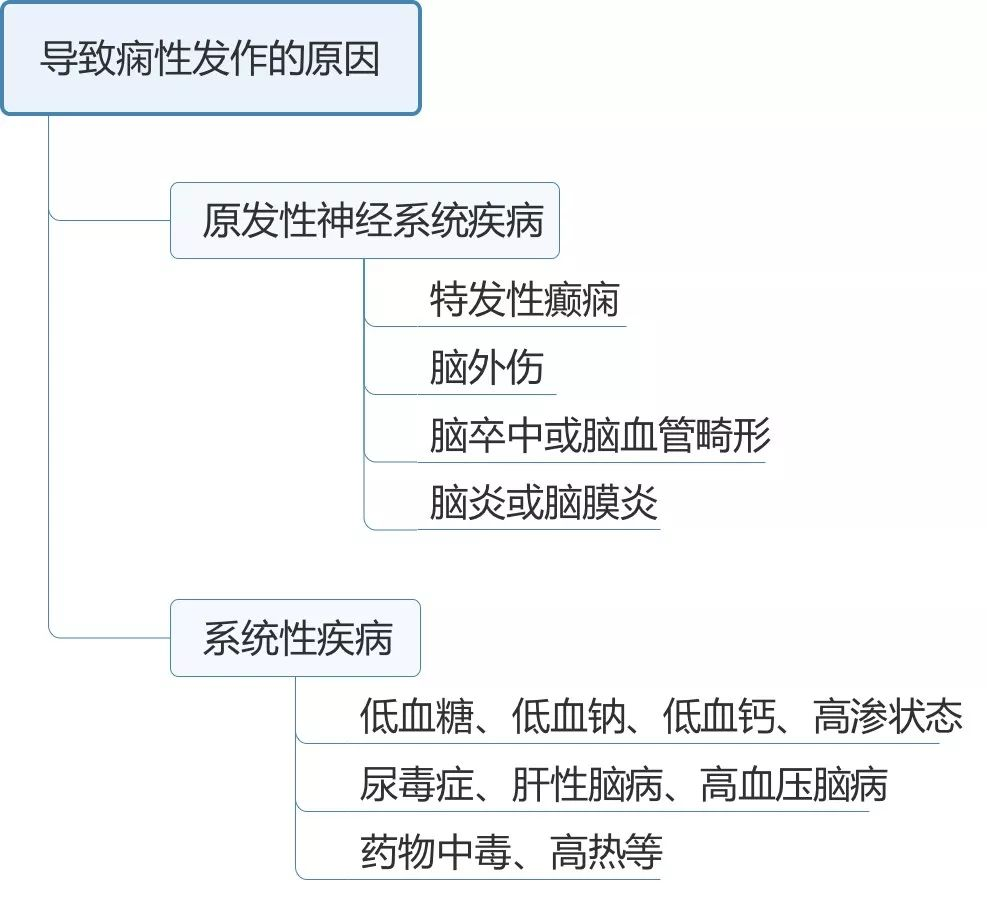 导致痫性发作的原因
原发性神经系统疾病
特发性癫痫
脑外伤
脑卒中或脑血管畸形
脑炎或脑膜炎
系统性疾病
低血糖、低血钠、低血钙、高渗状态
尿毒症、肝性脑病、高血压脑病
药物中毒、高热等